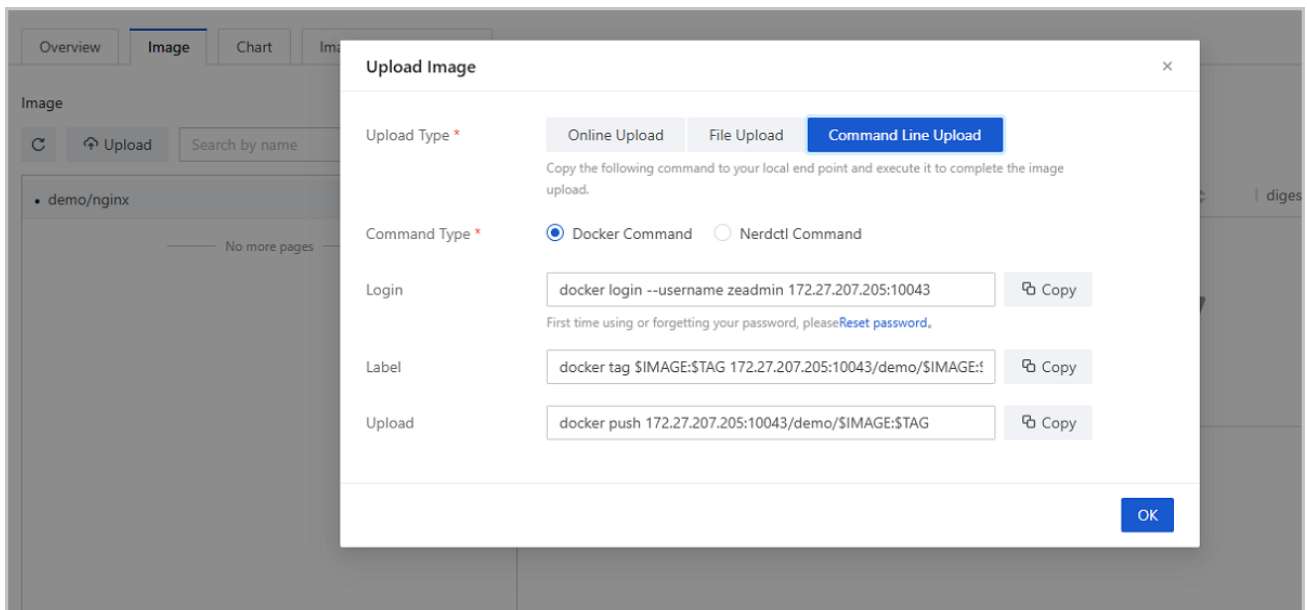 Overview Image Chart Ima
Upload Image
Image
Upload Type *
Online Upload File Upload Command Line Upload
Upload
Search by name
Copy the following command to your local end point and execute it to complete the image
upload.
• demo/nginx
diges
Command Type *
Docker Command Nerdctl Command
No more pages
Login
docker login --username zeadmin 172.27.207.205:10043
Copy
First time using or forgetting your password, pleaseReset password。
Label
docker tag $IMAGE:$TAG 172.27.207.205:10043/demo/$IMAGE:$
Copy
Upload
docker push 172.27.207.205:10043/demo/$IMAGE:$TAG
Copy
OK